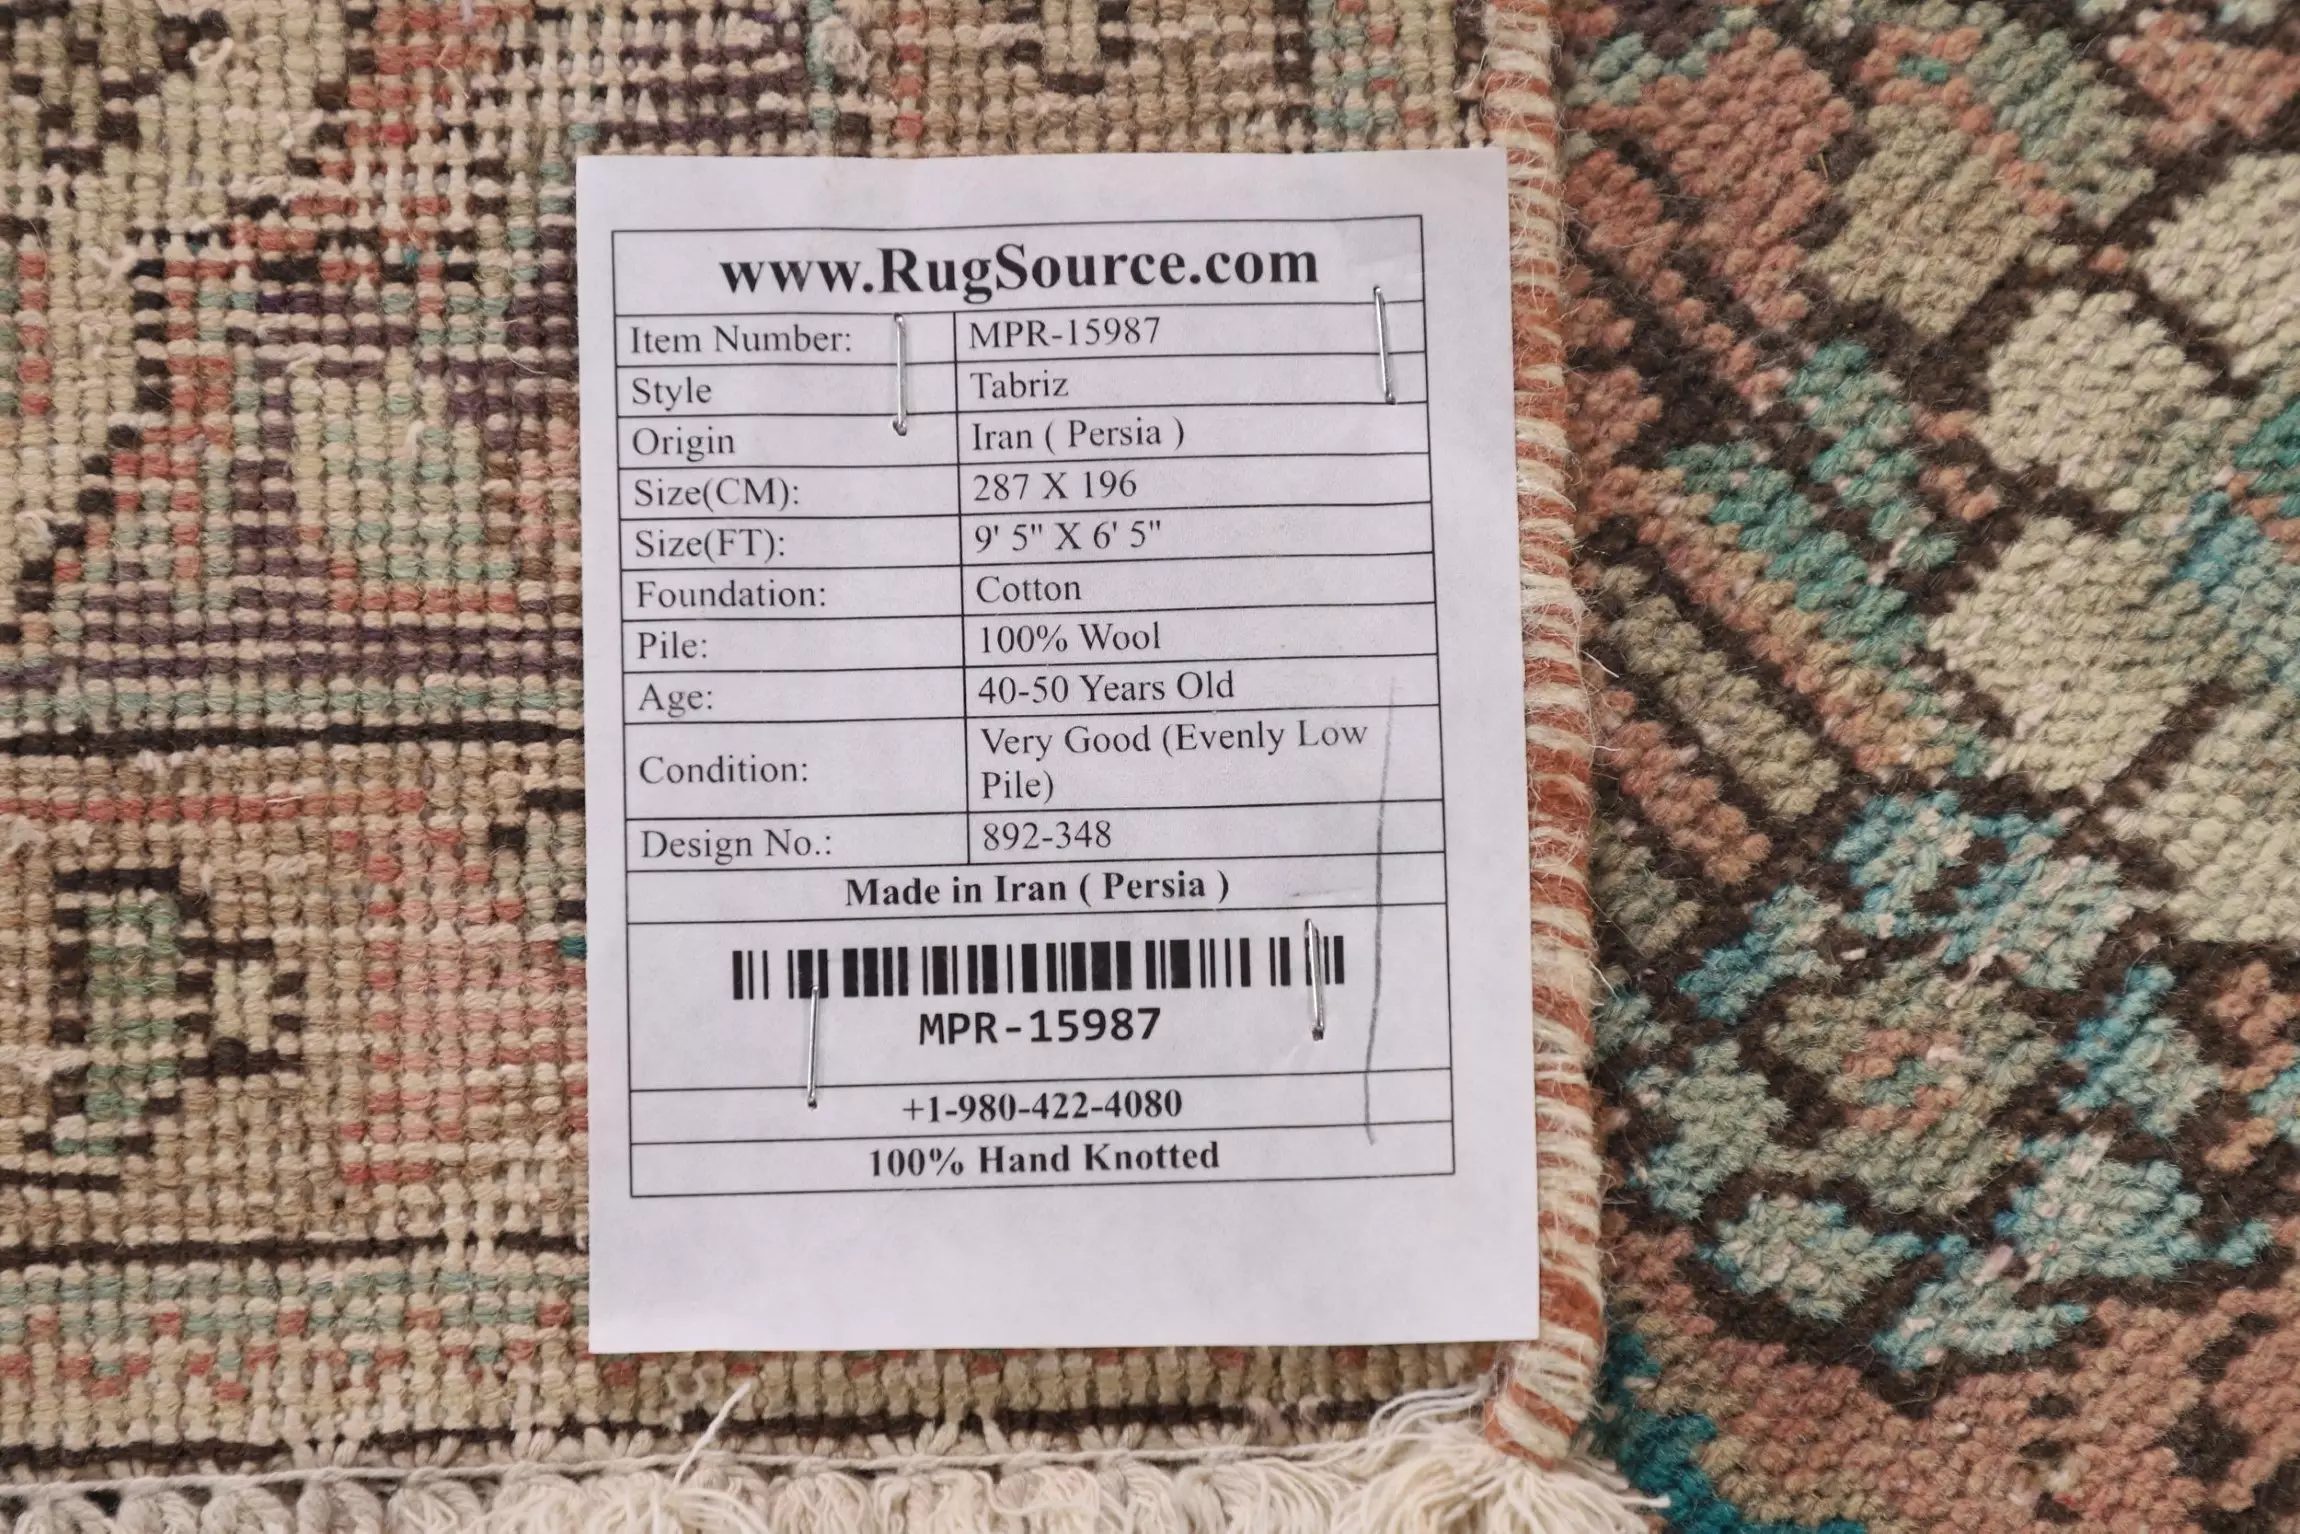 www.RugSource.com
Item Number: MPR-15987
Style Tabriz
Origin Iran ( Persia )
Size(CM): 287 X 196
Size(FT): 9' 5" X 6' 5"
Foundation: Cotton
Pile: 100% Wool
Age: 40-50 Years Old
Condition: Very Good (Evenly Low
Pile)
Design No.: 892-348
Made in Iran ( Persia )
MPR-15987
+1-980-422-4080
100% Hand Knotted